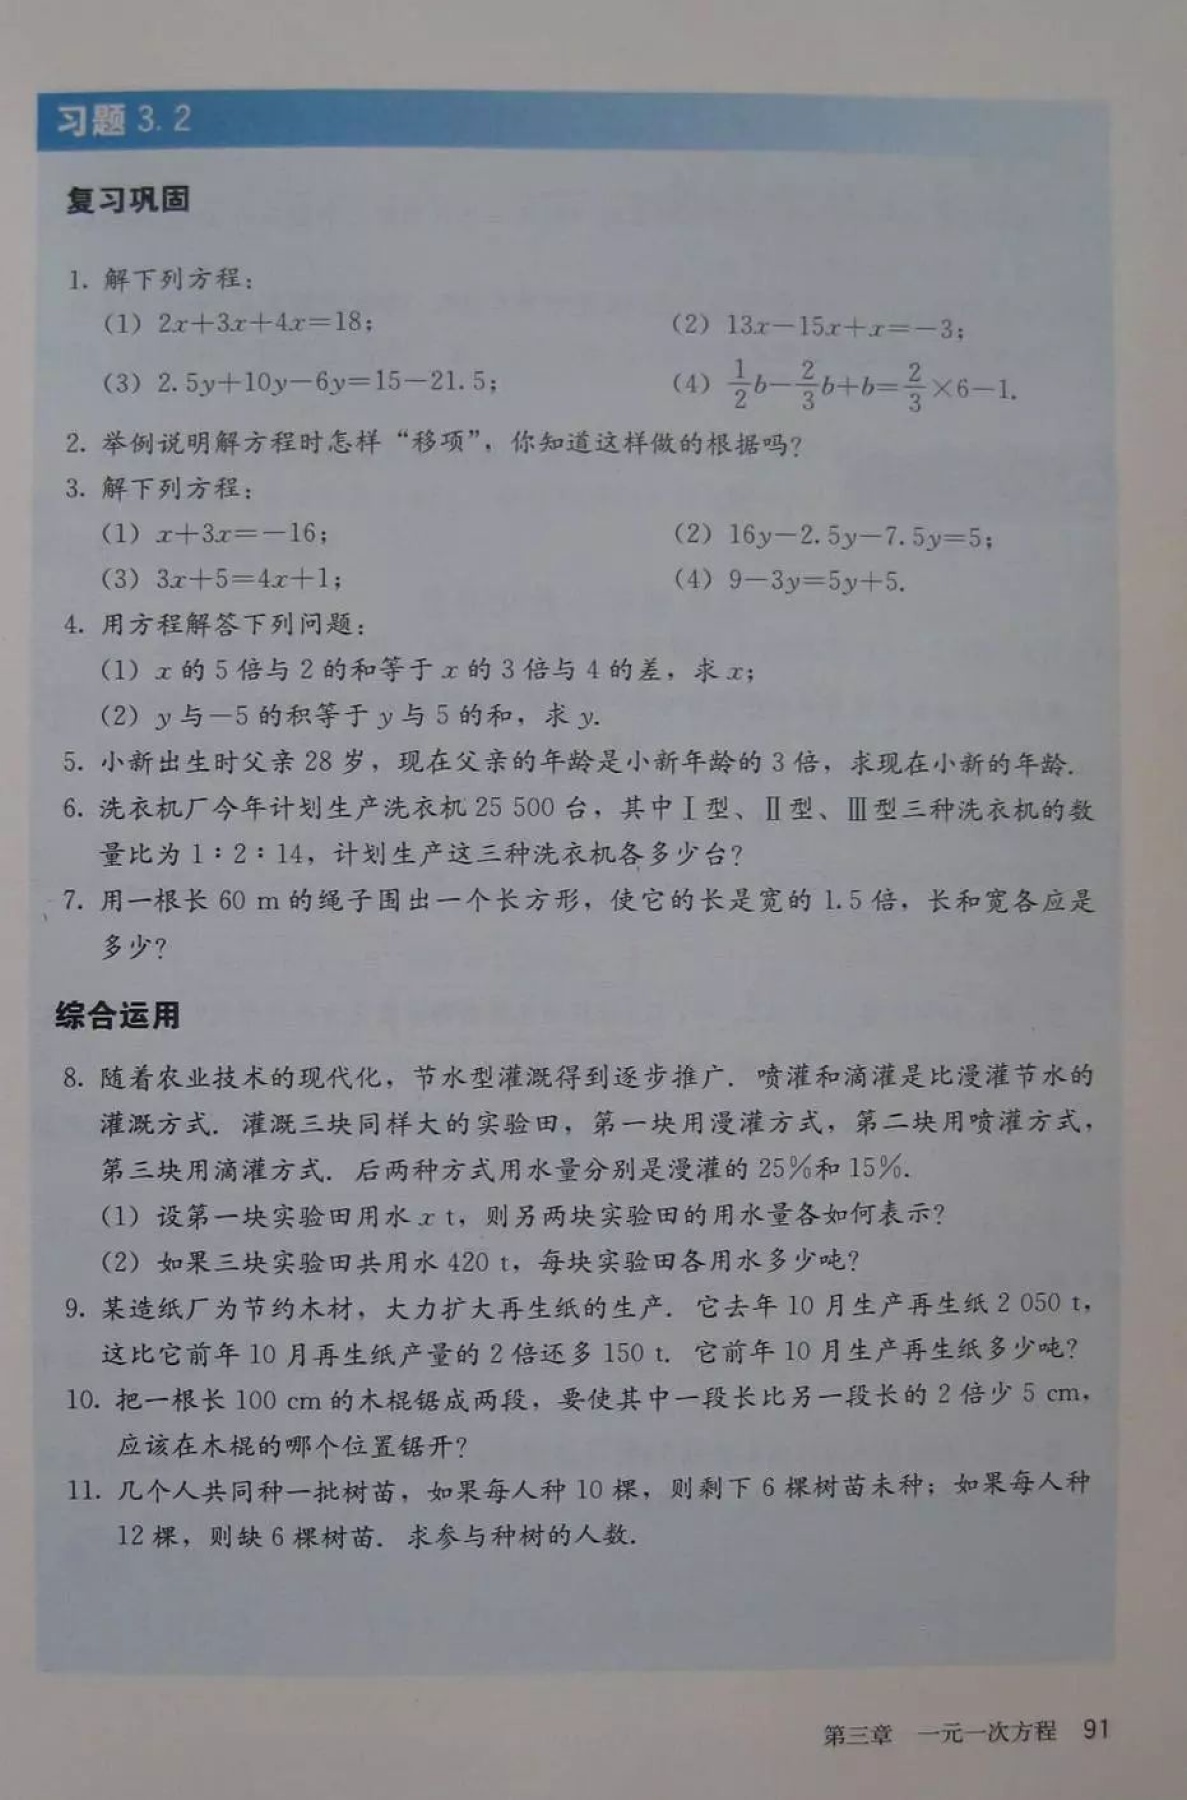 习题 3.2
复习巩固
1. 解下列方程：
(1) 2x+3x+4x=18；
(2) 13x−15x+x=−3；
(3) 2.5y+10y−6y=15−21.5；
(4) 1/2b−2/3b+b=2/3×6−1.
2. 举例说明解方程时怎样“移项”，你知道这样做的根据吗？
3. 解下列方程：
(1) x+3x=−16；
(2) 16y−2.5y−7.5y=5；
(3) 3x+5=4x+1；
(4) 9−3y=5y+5.
4. 用方程解答下列问题：
(1) x 的 5 倍与 2 的和等于 x 的 3 倍与 4 的差，求 x；
(2) y 与−5 的积等于 y 与 5 的和，求 y.
5. 小新出生时父亲 28 岁，现在父亲的年龄是小新年龄的 3 倍，求现在小新的年龄.
6. 洗衣机厂今年计划生产洗衣机 25 500 台，其中Ⅰ型、Ⅱ型、Ⅲ型三种洗衣机的数
量比为 1：2：14，计划生产这三种洗衣机各多少台？
7. 用一根长 60 m 的绳子围出一个长方形，使它的长是宽的 1.5 倍，长和宽各应是
多少？
综合运用
8. 随着农业技术的现代化，节水型灌溉得到逐步推广. 喷灌和滴灌是比漫灌节水的
灌溉方式. 灌溉三块同样大的实验田，第一块用漫灌方式，第二块用喷灌方式，
第三块用滴灌方式. 后两种方式用水量分别是漫灌的 25%和 15%.
(1) 设第一块实验田用水 x t，则另两块实验田的用水量各如何表示？
(2) 如果三块实验田共用水 420 t，每块实验田各用水多少吨？
9. 某造纸厂为节约木材，大力扩大再生纸的生产. 它去年 10 月生产再生纸 2 050 t，
这比它前年 10 月再生纸产量的 2 倍还多 150 t. 它前年 10 月生产再生纸多少吨？
10. 把一根长 100 cm 的木棍锯成两段，要使其中一段长比另一段长的 2 倍少 5 cm，
应该在木棍的哪个位置锯开？
11. 几个人共同种一批树苗，如果每人种 10 棵，则剩下 6 棵树苗未种；如果每人种
12 棵，则缺 6 棵树苗. 求参与种树的人数.
第三章 一元一次方程 91